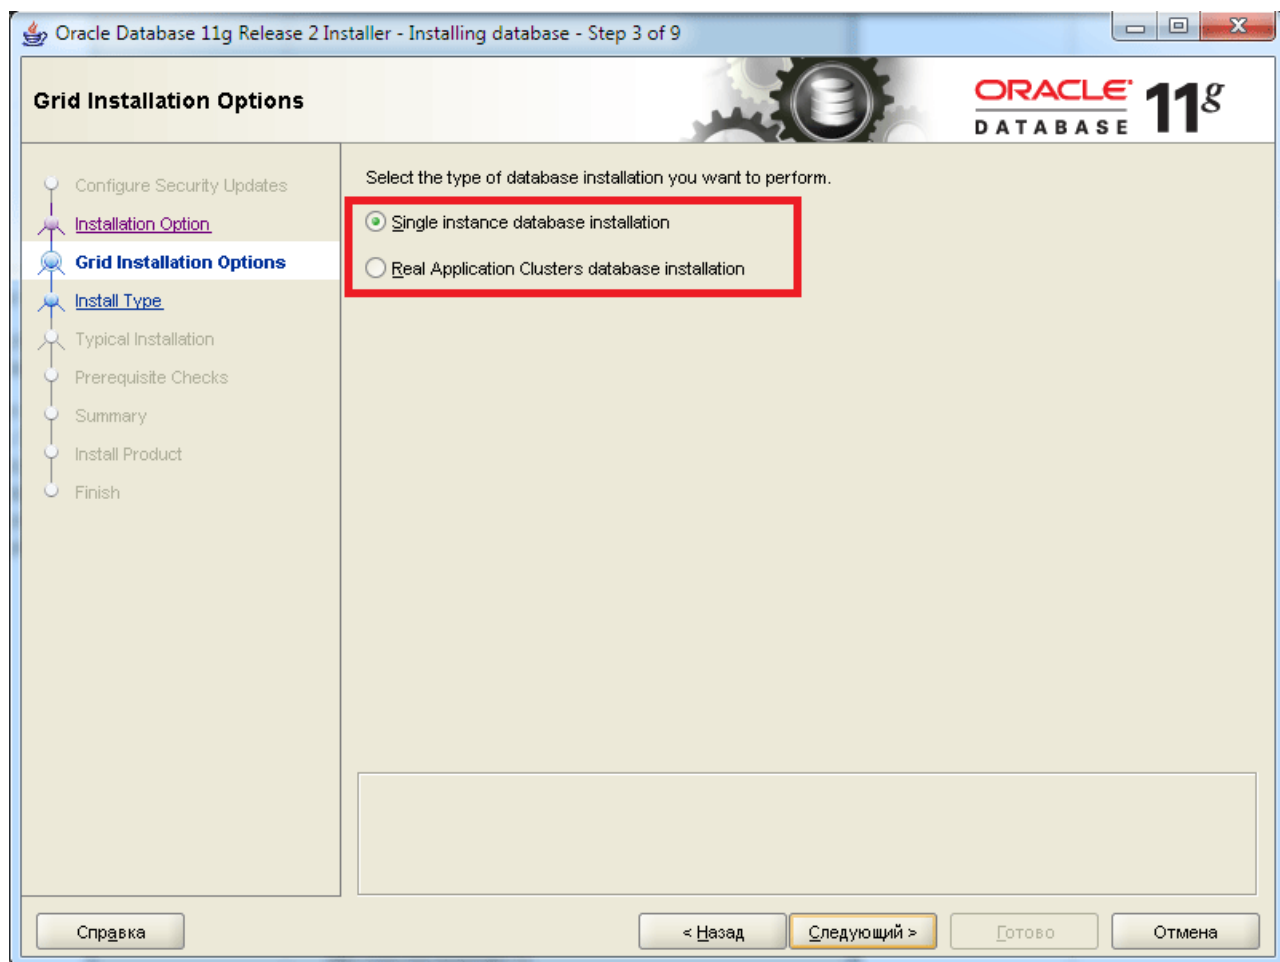 Oracle Database 11g Release 2 Installer - Installing database - Step 3 of 9
Grid Installation Options
ORACLE
DATABASE
11g
Configure Security Updates
Installation Option
Grid Installation Options
Install Type
Typical Installation
Prerequisite Checks
Summary
Install Product
Finish
Select the type of database installation you want to perform.
Single instance database installation
Real Application Clusters database installation
Справка
< Назад
Следующий >
Готово
Отмена